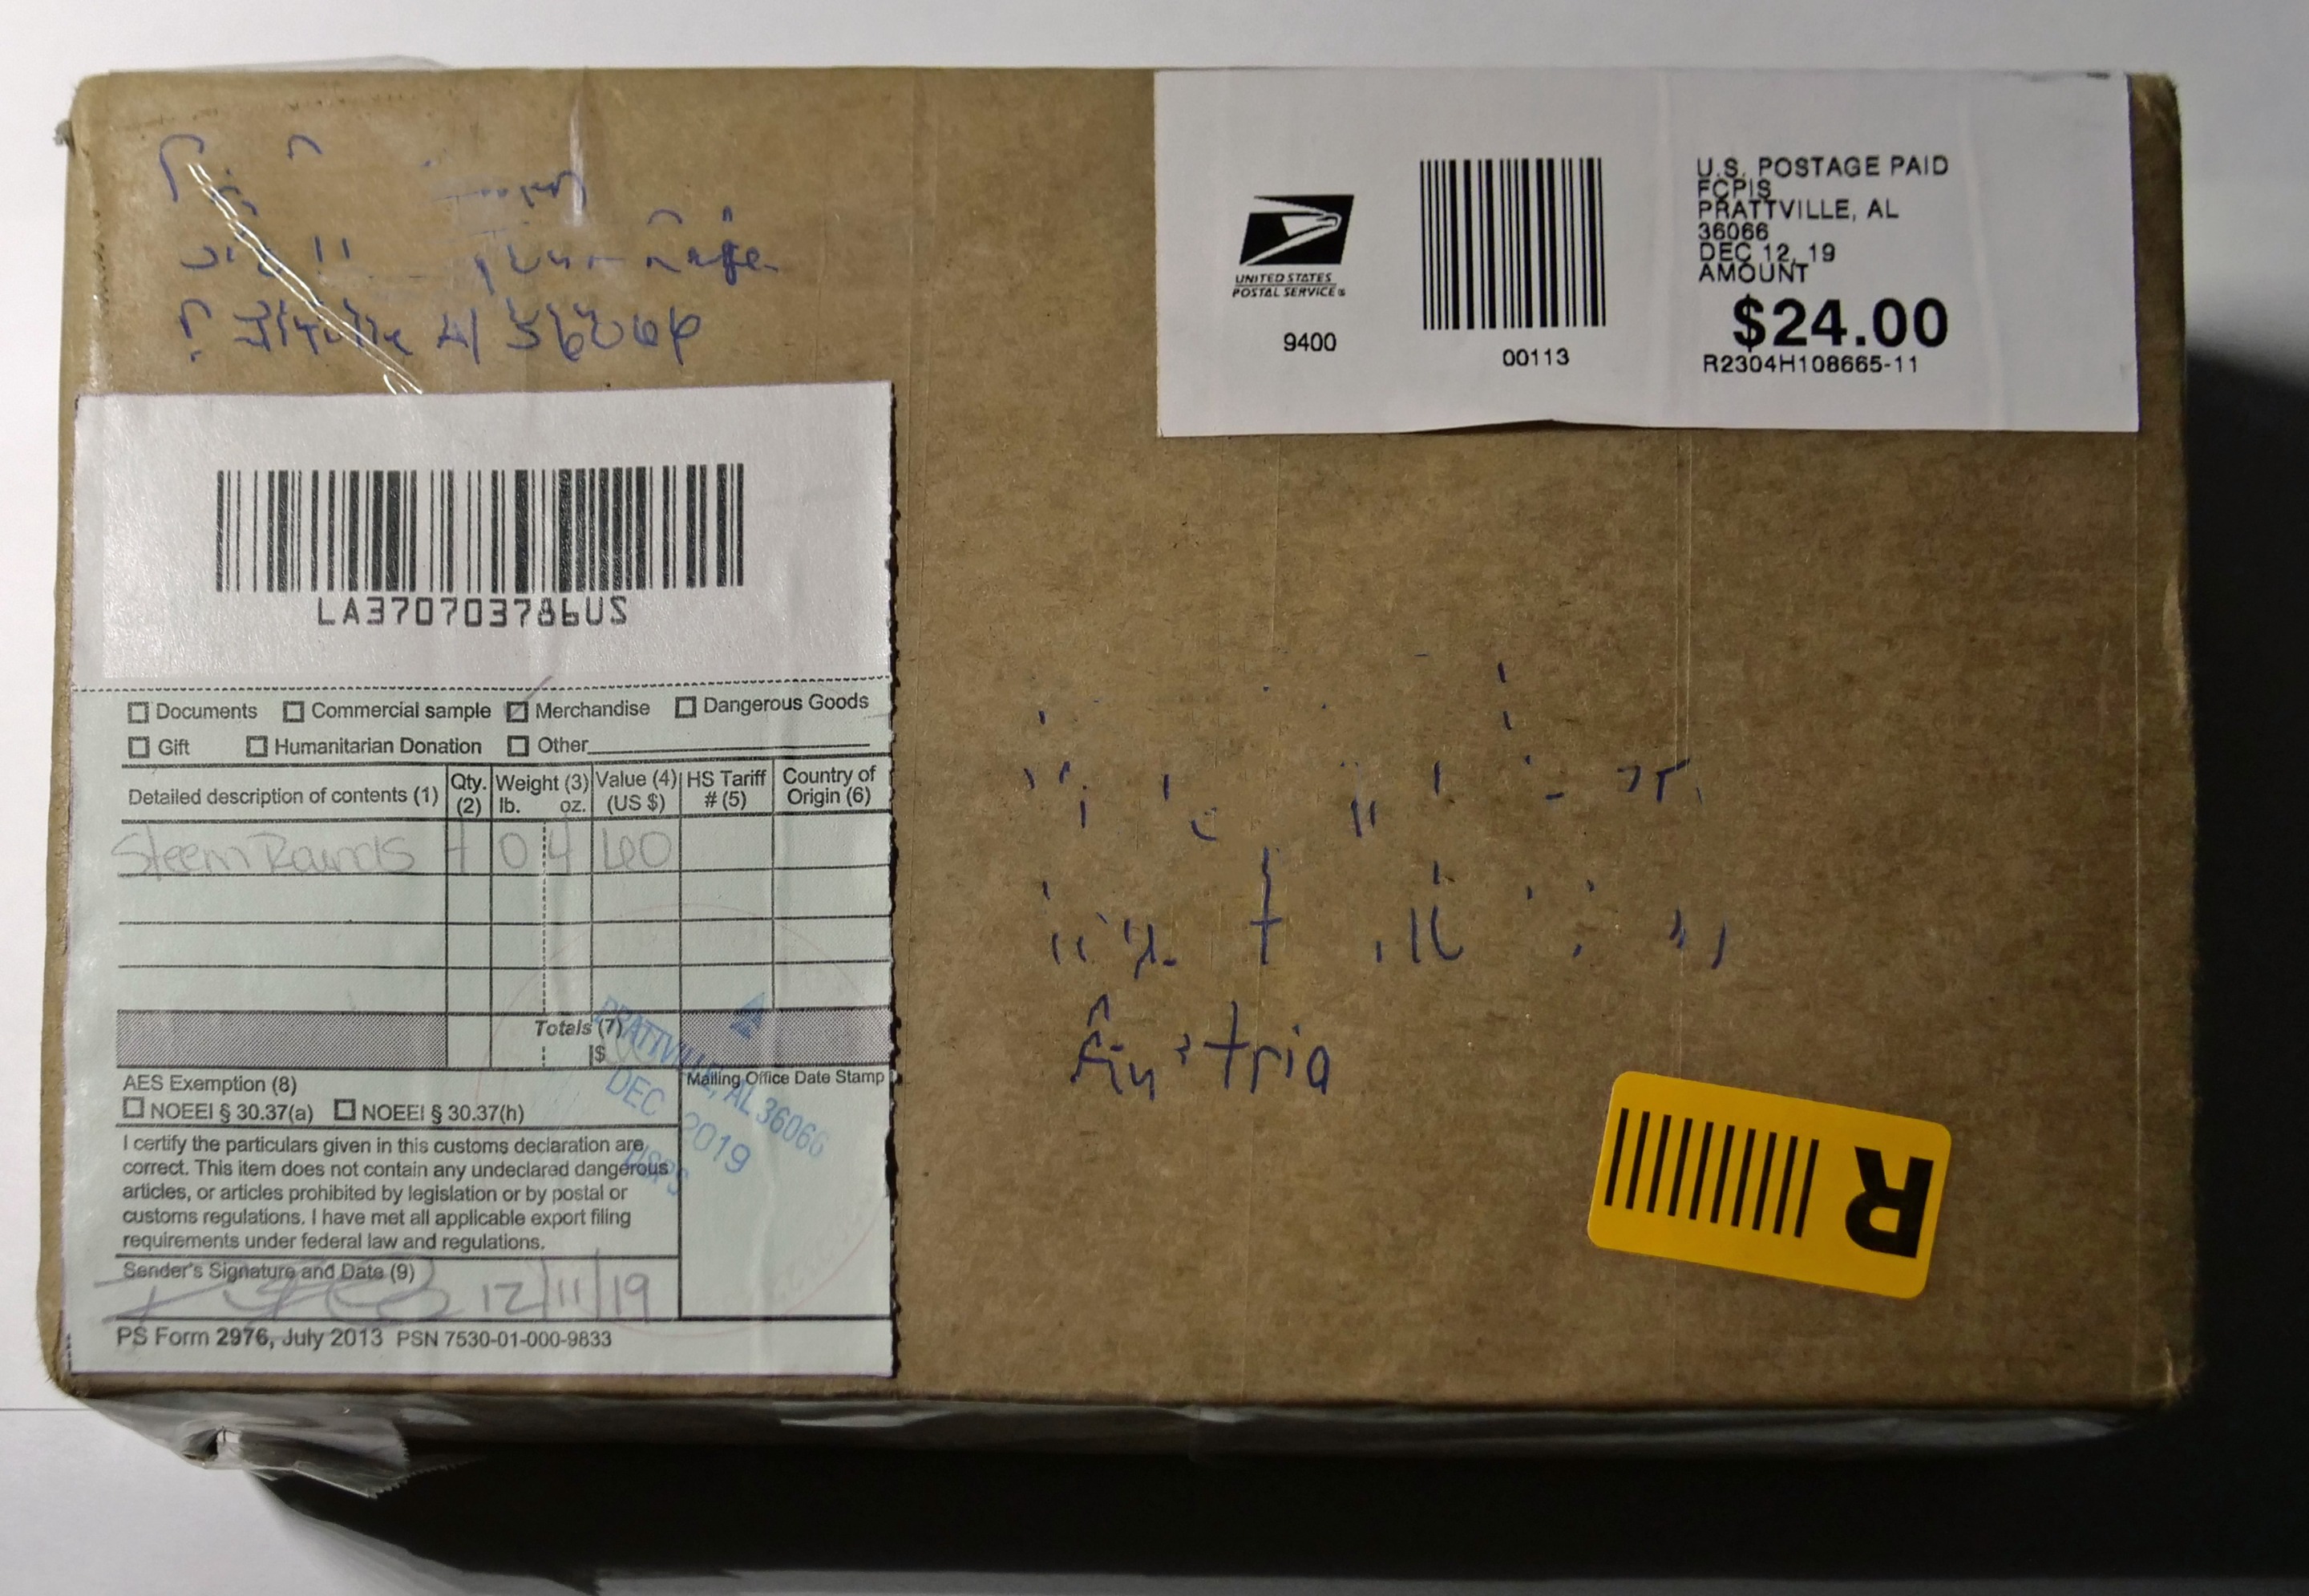 U.S. POSTAGE PAID
FCPIS
PRATTVILLE, AL
36066
DEC 12, 19
AMOUNT
$24.00
R2304H108665-11
UNITED STATES
POSTAL SERVICE®
9400
00113
Al 36066
LA370703786US
Documents Commercial sample Merchandise Dangerous Goods
Gift Humanitarian Donation Other
Detailed description of contents (1) Qty. (2) Weight (3) lb. oz. Value (4) (US $) HS Tariff # (5) Country of Origin (6)
Steem Rounds 0 4
Totals (7)
$
AES Exemption (8)
NOEEI § 30.37(a) NOEEI § 30.37(h)
Mailing Office Date Stamp
PRATTVILLE, AL 36066
DEC 2019
USPS
I certify the particulars given in this customs declaration are
correct. This item does not contain any undeclared dangerous
articles, or articles prohibited by legislation or by postal or
customs regulations. I have met all applicable export filing
requirements under federal law and regulations.
Sender's Signature and Date (9)
12/11/19
PS Form 2976, July 2013 PSN 7530-01-000-9833
R